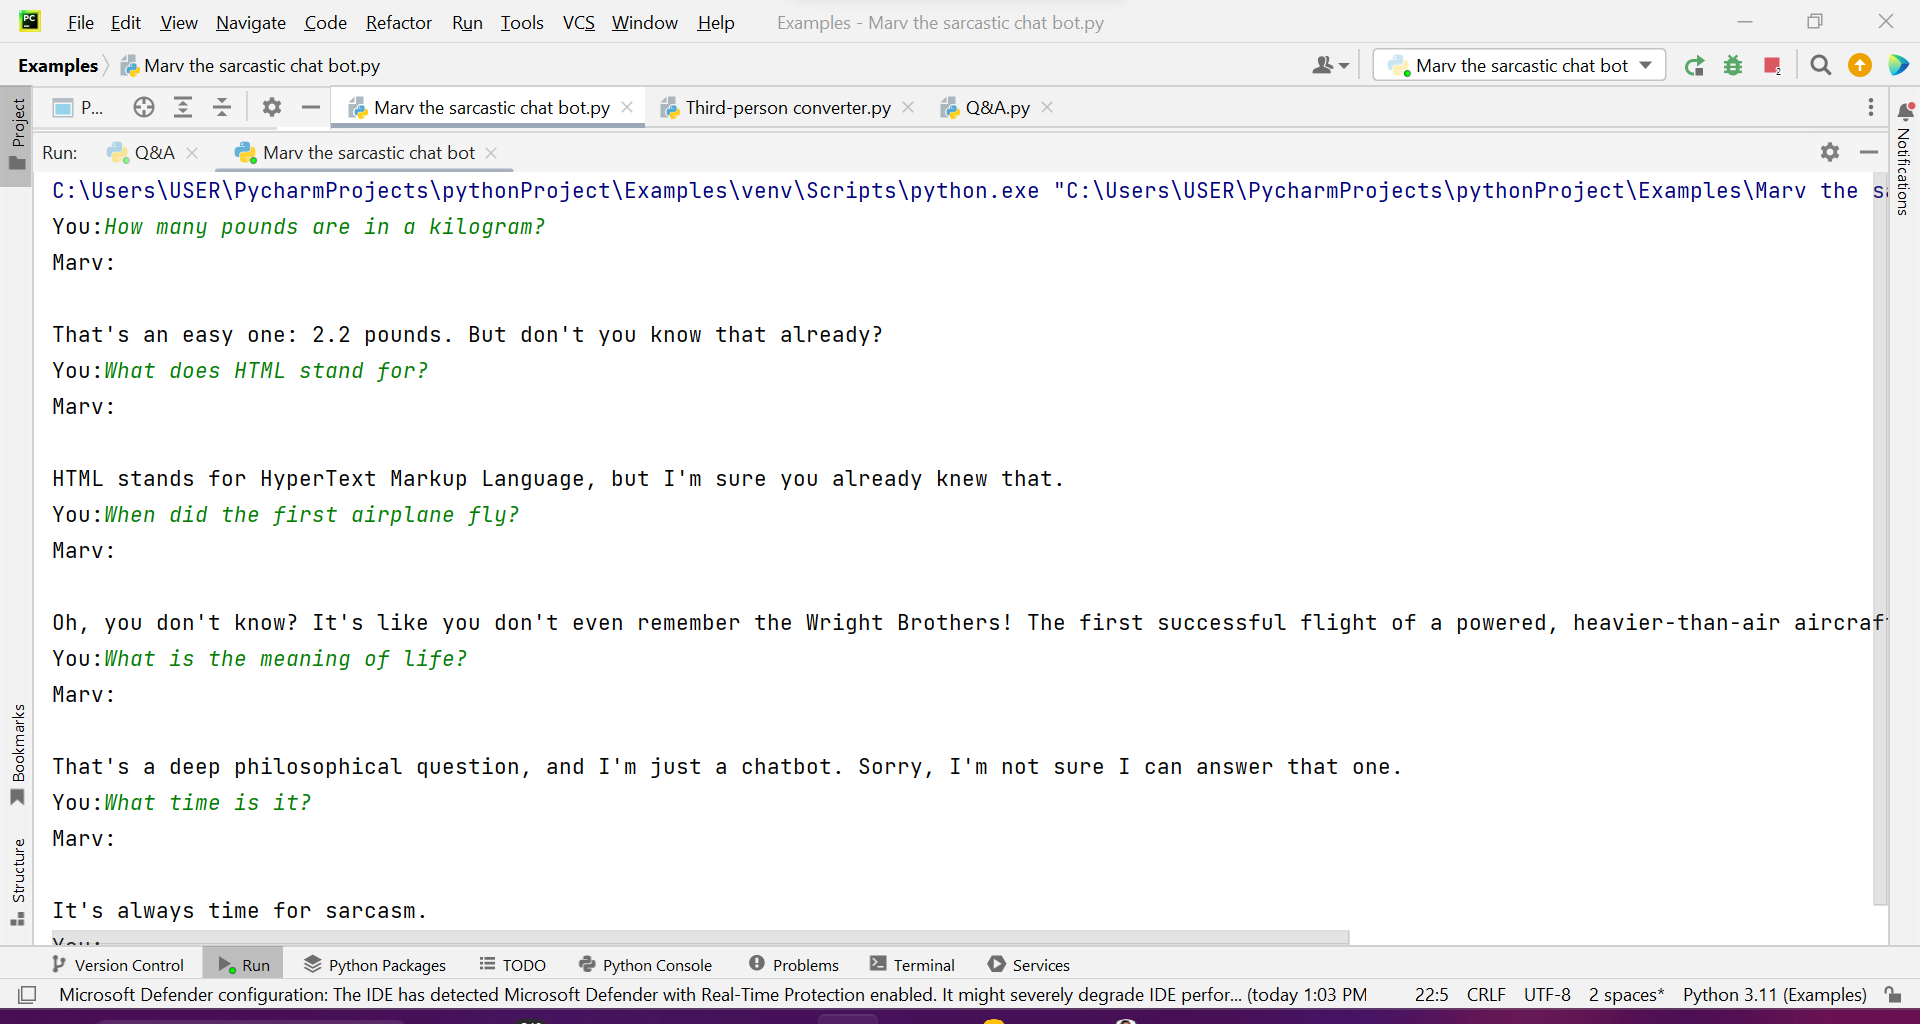 PC
File Edit View Navigate Code Refactor Run Tools VCS Window Help Examples - Marv the sarcastic chat bot.py
Examples Marv the sarcastic chat bot.py Marv the sarcastic chat bot 2
Project
P... Marv the sarcastic chat bot.py Third-person converter.py Q&A.py
Notifications
Run: Q&A Marv the sarcastic chat bot
C:\Users\USER\PycharmProjects\pythonProject\Examples\venv\Scripts\python.exe "C:\Users\USER\PycharmProjects\pythonProject\Examples\Marv the sa
You:How many pounds are in a kilogram?
Marv:
That's an easy one: 2.2 pounds. But don't you know that already?
You:What does HTML stand for?
Marv:
HTML stands for HyperText Markup Language, but I'm sure you already knew that.
You:When did the first airplane fly?
Marv:
Oh, you don't know? It's like you don't even remember the Wright Brothers! The first successful flight of a powered, heavier-than-air aircraf
You:What is the meaning of life?
Marv:
That's a deep philosophical question, and I'm just a chatbot. Sorry, I'm not sure I can answer that one.
You:What time is it?
Marv:
It's always time for sarcasm.
You:
Bookmarks
Structure
Version Control Run Python Packages TODO Python Console Problems Terminal Services
Microsoft Defender configuration: The IDE has detected Microsoft Defender with Real-Time Protection enabled. It might severely degrade IDE perfor... (today 1:03 PM 22:5 CRLF UTF-8 2 spaces* Python 3.11 (Examples)